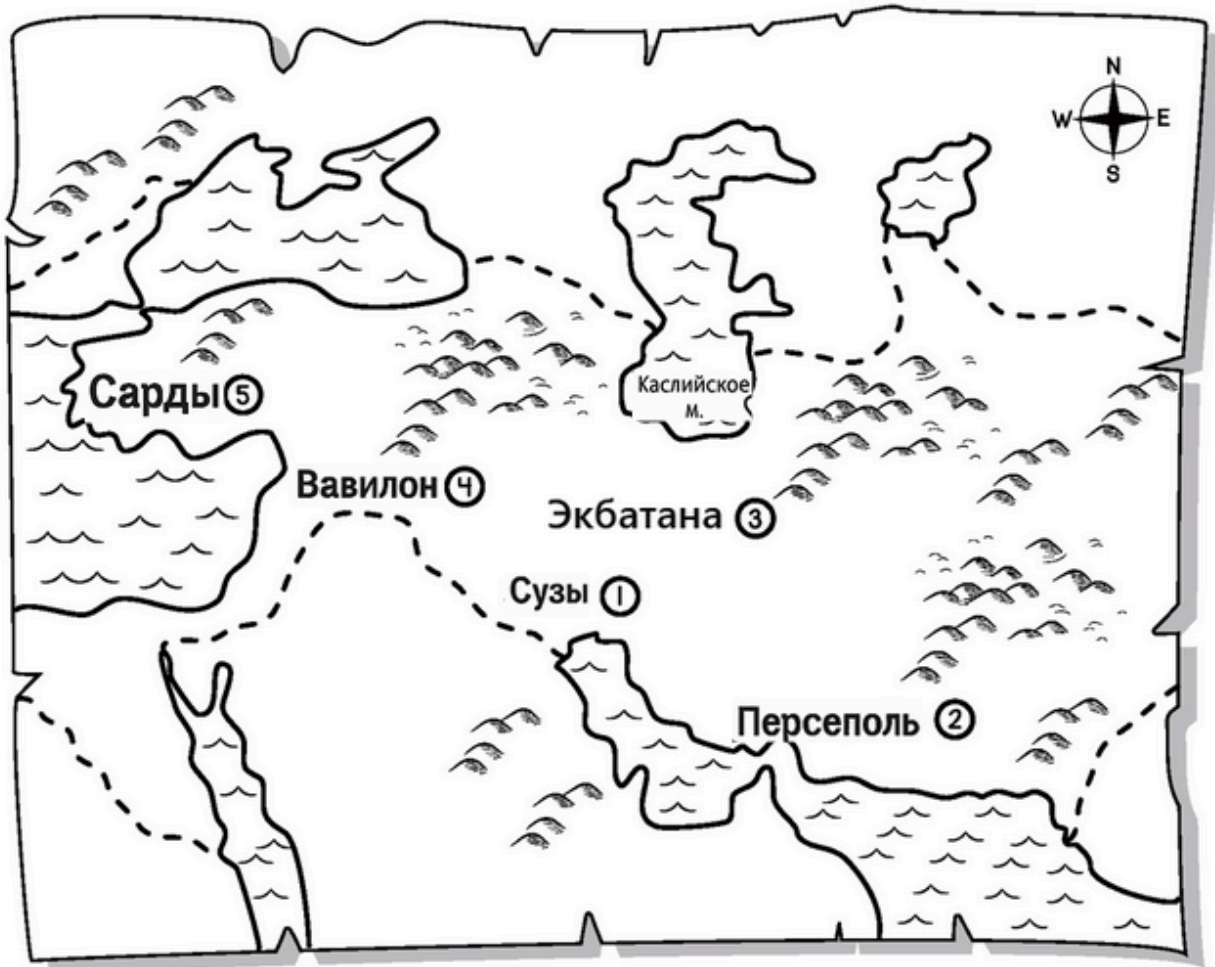 N
W E
S
Каслийское
м.
Сарды 5
Вавилон 4
Экбатана 3
Сузы 1
Персеполь 2